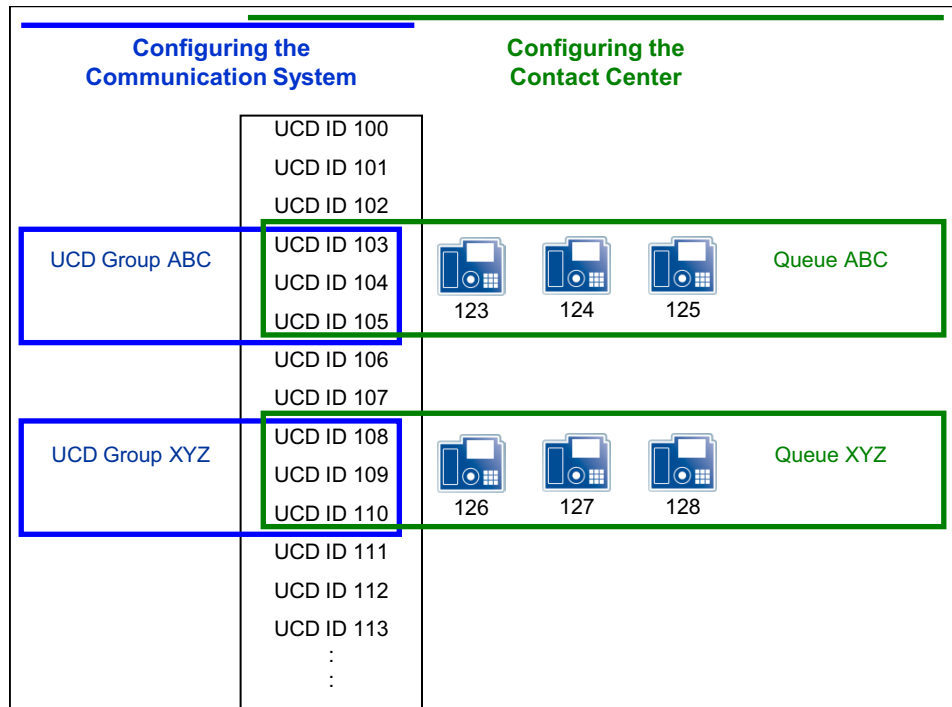 Configuring the
Communication System
Configuring the
Contact Center
UCD ID 100
UCD ID 101
UCD ID 102
UCD Group ABC
UCD ID 103
UCD ID 104
UCD ID 105
123
124
125
Queue ABC
UCD ID 106
UCD ID 107
UCD Group XYZ
UCD ID 108
UCD ID 109
UCD ID 110
126
127
128
Queue XYZ
UCD ID 111
UCD ID 112
UCD ID 113
:
: